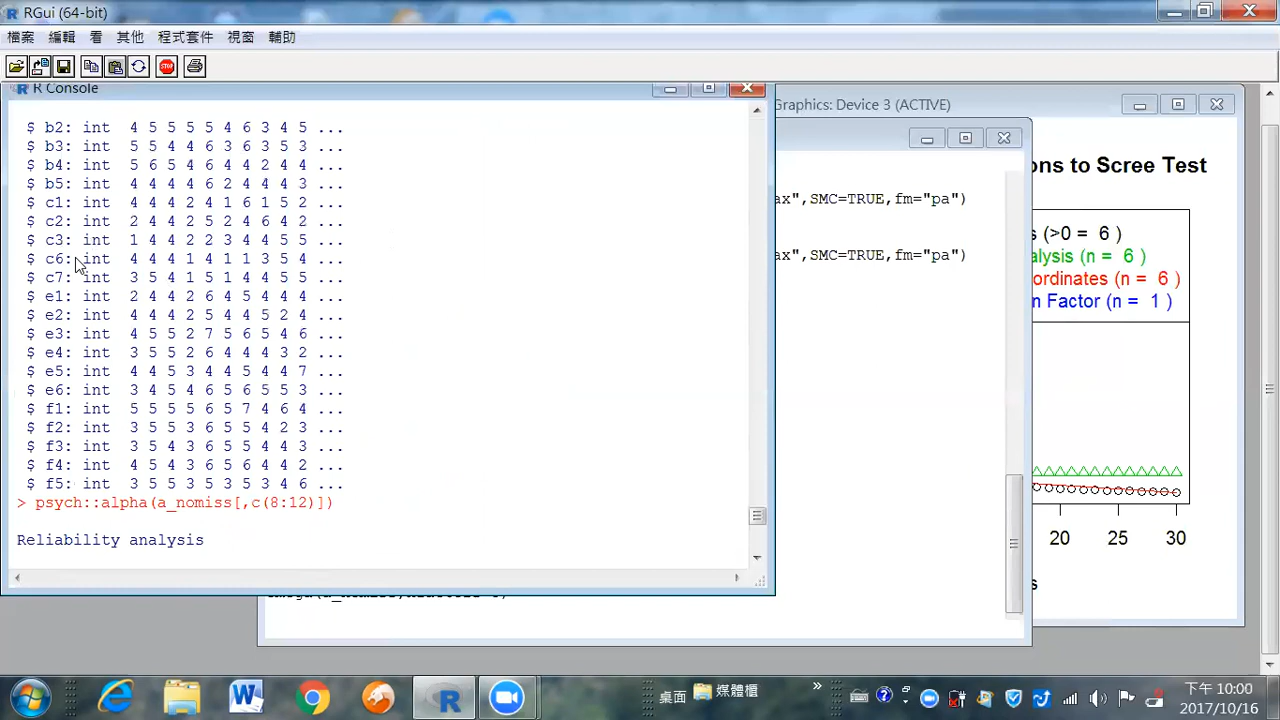 RGui (64-bit)
檔案 編輯 看 其他 程式套件 視窗 輔助
STOP
R Console
$ b2: int 4 5 5 5 5 4 6 3 4 5 ...
$ b3: int 5 5 4 4 6 3 6 3 5 3 ...
$ b4: int 5 6 5 4 6 4 4 2 4 4 ...
$ b5: int 4 4 4 4 6 2 4 4 4 3 ...
$ c1: int 4 4 4 2 4 1 6 1 5 2 ...
$ c2: int 2 4 4 2 5 2 4 6 4 2 ...
$ c3: int 1 4 4 2 2 3 4 4 5 5 ...
$ c6: int 4 4 4 1 4 1 1 3 5 4 ...
$ c7: int 3 5 4 1 5 1 4 4 5 5 ...
$ e1: int 2 4 4 2 6 4 5 4 4 4 ...
$ e2: int 4 4 4 2 5 4 4 5 2 4 ...
$ e3: int 4 5 5 2 7 5 6 5 4 6 ...
$ e4: int 3 5 5 2 6 4 4 4 3 2 ...
$ e5: int 4 4 5 3 4 4 5 4 4 7 ...
$ e6: int 3 4 5 4 6 5 6 5 5 3 ...
$ f1: int 5 5 5 5 6 5 7 4 6 4 ...
$ f2: int 3 5 5 3 6 5 5 4 2 3 ...
$ f3: int 3 5 4 3 6 5 5 4 4 3 ...
$ f4: int 4 5 4 3 6 5 6 4 4 2 ...
$ f5: int 3 5 5 3 5 3 5 3 4 6 ...
> psych::alpha(a_nomiss[,c(8:12)])
Reliability analysis
ax",SMC=TRUE,fm="pa")
ax",SMC=TRUE,fm="pa")
Graphics: Device 3 (ACTIVE)
ons to Scree Test
s (>0 = 6 )
alysis (n = 6 )
ordinates (n = 6 )
n Factor (n = 1 )
20 25 30
s
桌面 媒體櫃 »
下午 10:00
2017/10/16